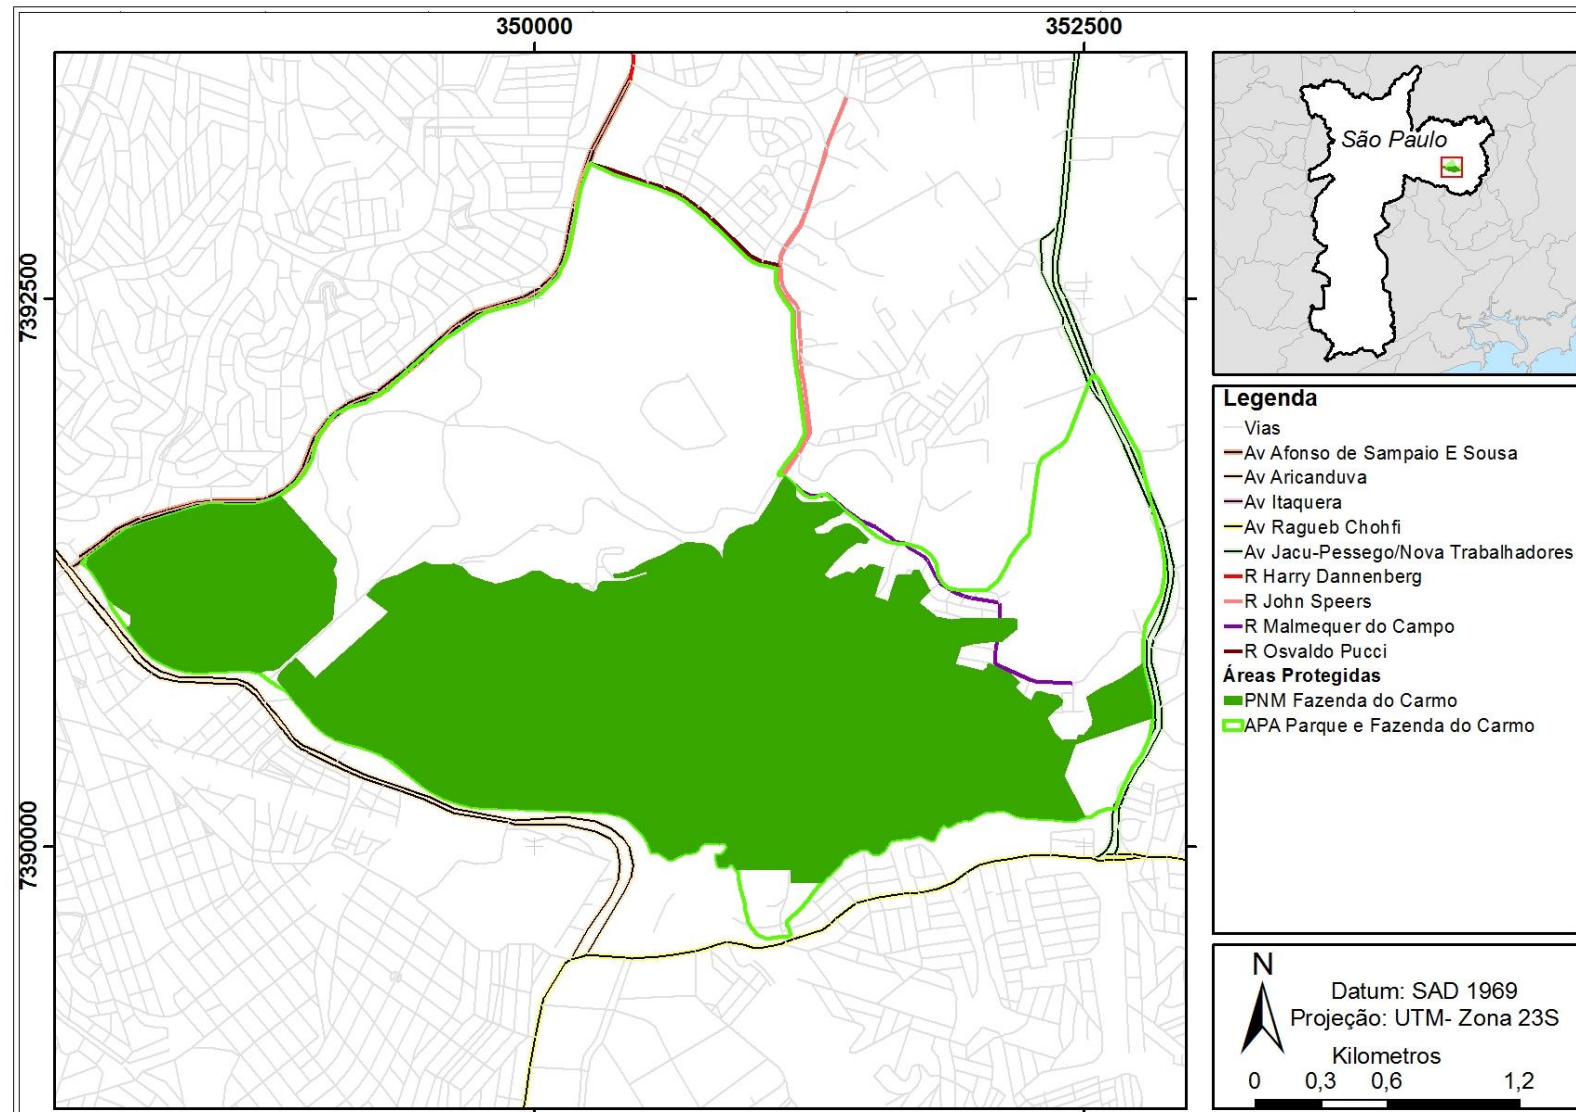 350000
352500
7392500
7390000
São Paulo
Legenda
Vias
Av Afonso de Sampaio E Sousa
Av Aricanduva
Av Itaquera
Av Ragueb Chohfi
Av Jacu-Pessego/Nova Trabalhadores
R Harry Dannenberg
R John Speers
R Malmequer do Campo
R Osvaldo Pucci
Áreas Protegidas
PNM Fazenda do Carmo
APA Parque e Fazenda do Carmo
N
Datum: SAD 1969
Projeção: UTM- Zona 23S
Kilometros
0 0,3 0,6 1,2